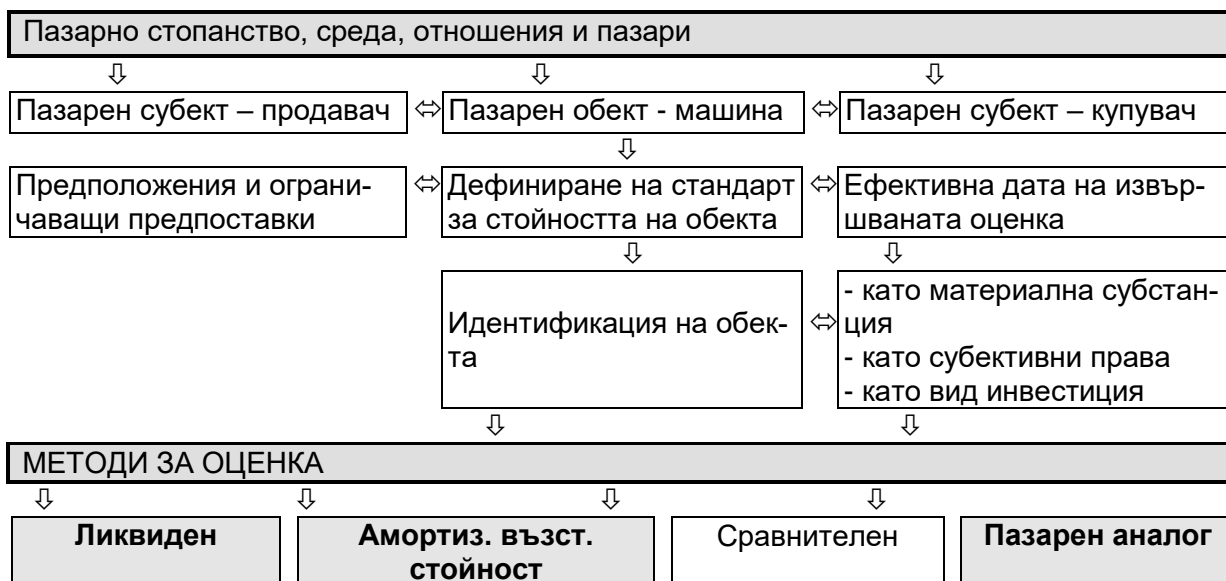 Пазарно стопанство, среда, отношения и пазари
⇩ ⇩ ⇩
Пазарен субект – продавач ⇔ Пазарен обект - машина ⇔ Пазарен субект – купувач
⇩
Предположения и ограни-
чаващи предпоставки
⇔
Дефиниране на стандарт
за стойността на обекта
⇔
Ефективна дата на извър-
шваната оценка
⇩ ⇩
Идентификация на обек-
та
⇔
- като материална субстан-
ция
- като субективни права
- като вид инвестиция
⇩ ⇩
МЕТОДИ ЗА ОЦЕНКА
⇩ ⇩ ⇩ ⇩
Ликвиден
Амортиз. възст.
стойност
Сравнителен
Пазарен аналог